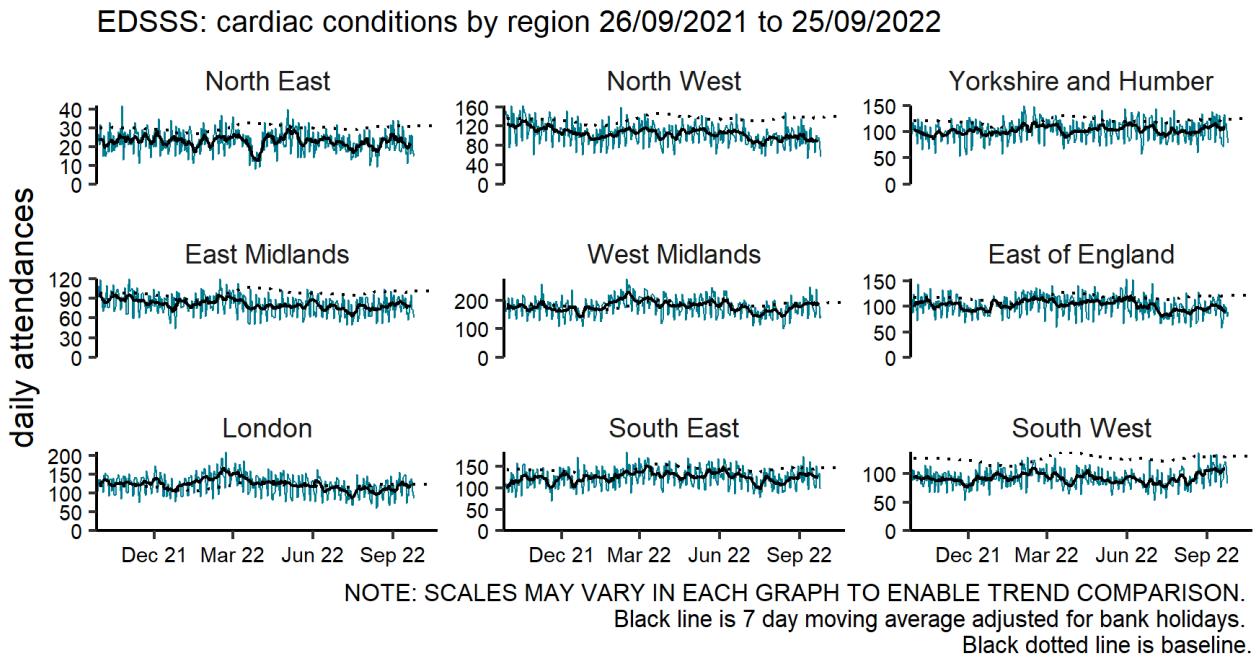 EDSSS: cardiac conditions by region 26/09/2021 to 25/09/2022
North East
North West
Yorkshire and Humber
40
30
20
10
0
160
120
80
40
0
150
100
50
0
daily attendances
East Midlands
West Midlands
East of England
120
90
60
30
0
200
100
0
150
100
50
0
London
South East
South West
200
150
100
50
0
150
100
50
0
100
50
0
Dec 21 Mar 22 Jun 22 Sep 22
Dec 21 Mar 22 Jun 22 Sep 22
Dec 21 Mar 22 Jun 22 Sep 22
NOTE: SCALES MAY VARY IN EACH GRAPH TO ENABLE TREND COMPARISON.
Black line is 7 day moving average adjusted for bank holidays.
Black dotted line is baseline.